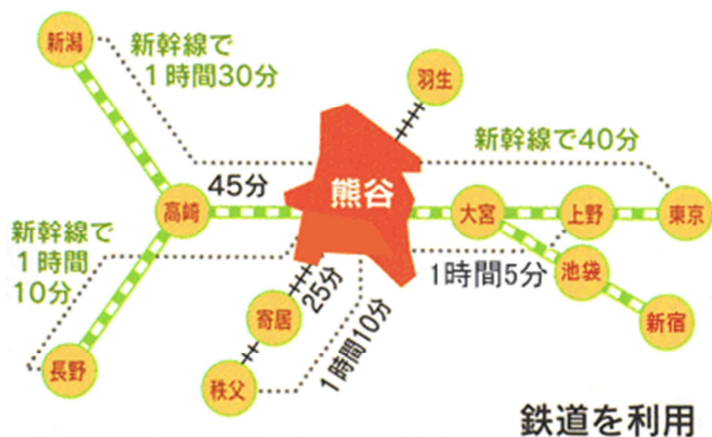 新潟
新幹線で
1時間30分
羽生
新幹線で40分
45分
熊谷
高崎
大宮
上野
東京
新幹線で
1時間
10分
1時間5分
池袋
25分
寄居
新宿
1時間10分
長野
秩父
鉄道を利用